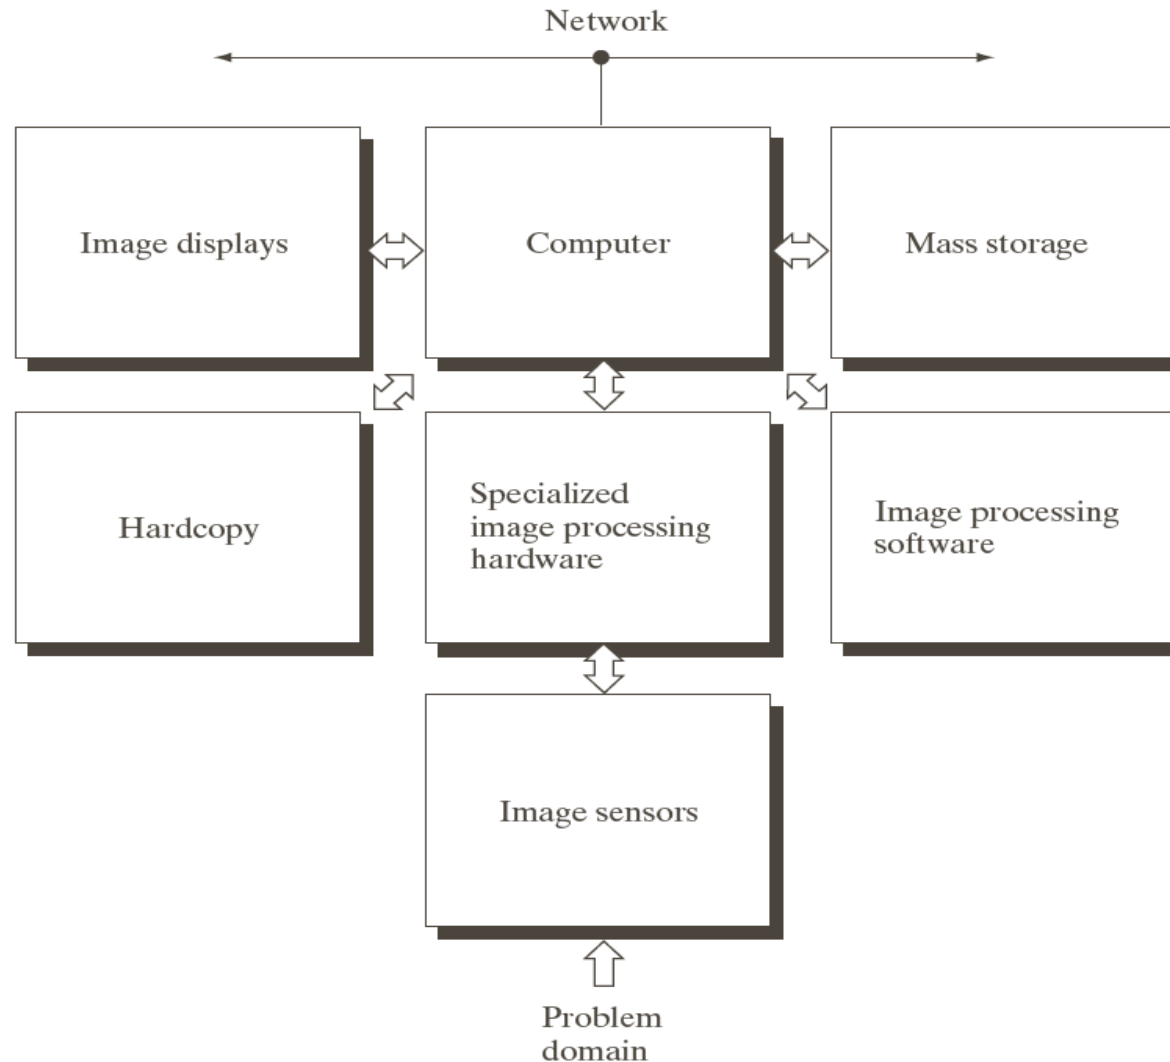 Network
Image displays
Computer
Mass storage
Hardcopy
Specialized
image processing
hardware
Image processing
software
Image sensors
Problem
domain